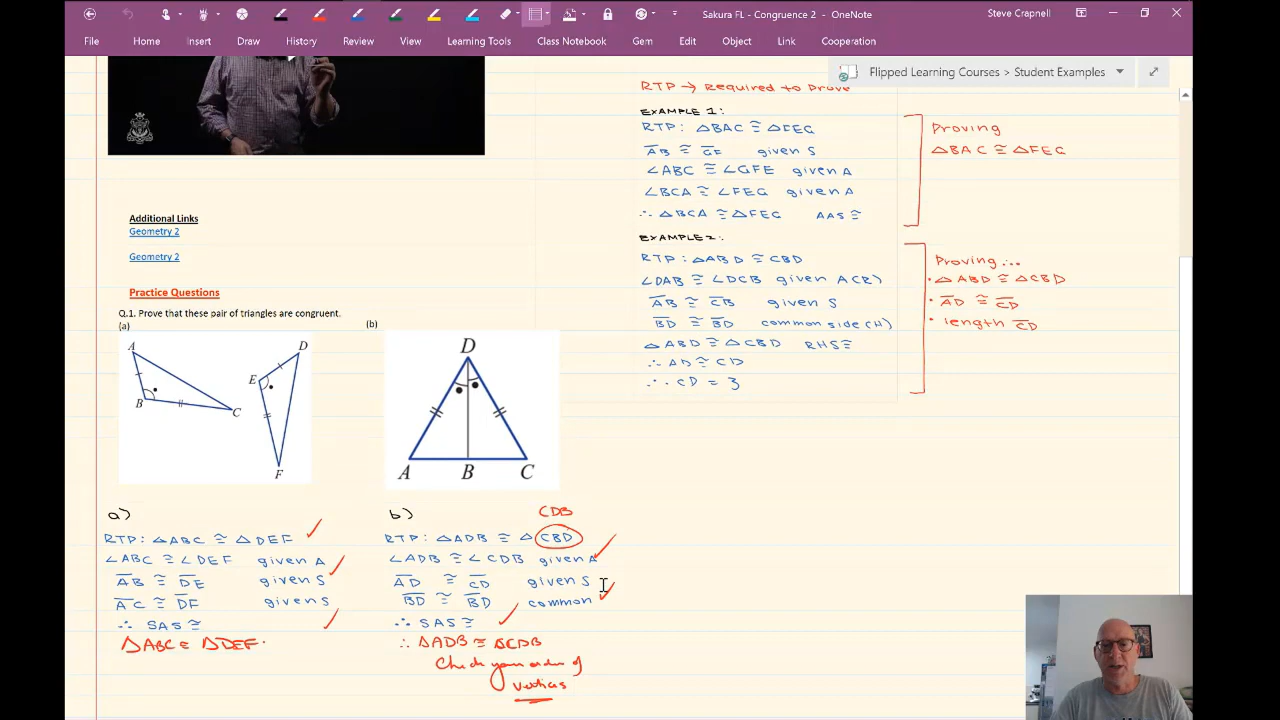 Sakura FL - Congruence 2 - OneNote
Steve Crapnell
File Home Insert Draw History Review View Learning Tools Class Notebook Gem Edit Object Link Cooperation
Flipped Learning Courses > Student Examples
RTP → Required to Prove
EXAMPLE 1:
RTP: △BAC ≅ △FEG
AB ≅ GF given S
∠ABC ≅ ∠GFE given A
∠BCA ≅ ∠FEG given A
∴ △BCA ≅ △FEG AAS ≅
Proving
△BAC ≅ △FEG
EXAMPLE 2:
RTP: △ABD ≅ CBD
∠DAB ≅ ∠DCB given A(R)
AB ≅ CB given S
BD ≅ BD common side (H)
△ABD ≅ △CBD RHS≅
∴ AD ≅ CD
∴ CD = 3
Proving ...
• △ABD ≅ △CBD
• AD ≅ CD
• length CD
Additional Links
Geometry 2
Geometry 2
Practice Questions
Q.1. Prove that these pair of triangles are congruent.
(a) (b)
A B C D E F
D A B C
a)
RTP: △ABC ≅ △DEF
∠ABC ≅ ∠DEF given A
AB ≅ DE given S
AC ≅ DF given S
∴ SAS ≅
△ABC ≅ △DEF.
b)
CDB
RTP: △ADB ≅ △CBD
∠ADB ≅ ∠CDB given A
AD ≅ CD given S
BD ≅ BD common
∴ SAS ≅
∴ △ADB ≅ △CDB
Check your order of
vertices